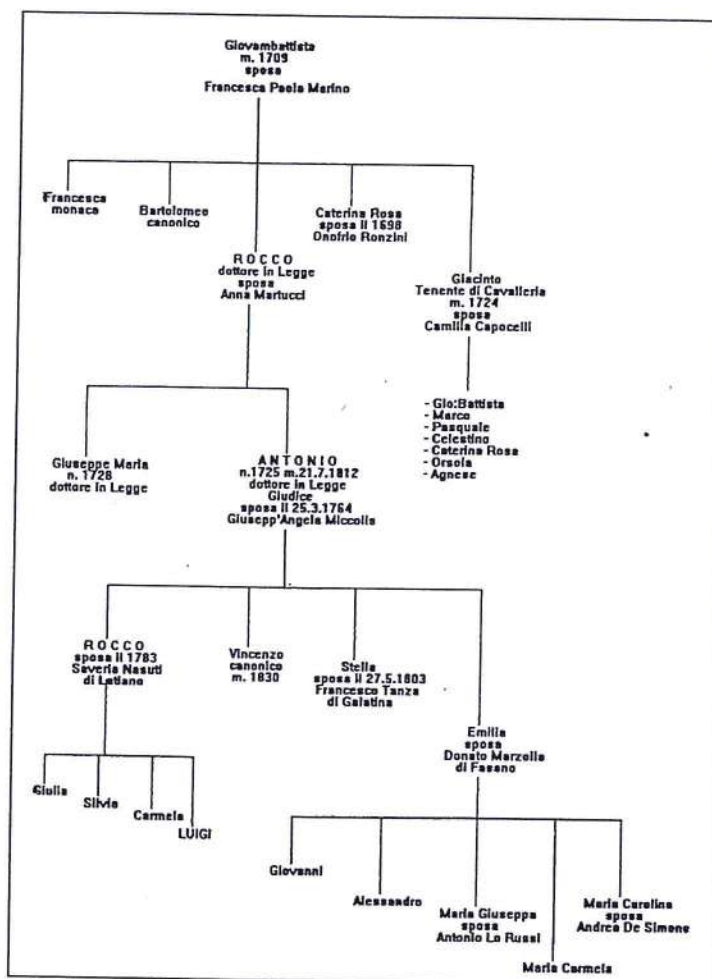 Giovambattista
m. 1709
sposa
Francesca Paola Marino
Francesca
monaca
Bartolomeo
canonico
ROCCO
dottore in Legge
sposa
Anna Martucci
Caterina Rosa
sposa il 1698
Onofrio Ronzini
Giacinto
Tenente di Cavalleria
m. 1724
sposa
Camilla Capocelli
- Gio:Battista
- Marco
- Pasquale
- Celestino
- Caterina Rosa
- Orsola
- Agnese
Giuseppe Maria
n. 1728
dottore in Legge
ANTONIO
n.1725 m.21.7.1812
dottore in Legge
Giudice
sposa il 25.3.1764
Giusepp'Angela Miccolis
ROCCO
sposa il 1783
Saveria Nasuti
di Latiano
Vincenzo
canonico
m. 1830
Stella
sposa il 27.5.1803
Francesco Tanza
di Galatina
Emilia
sposa
Donato Marzolla
di Fasano
Giulia
Silvia
Carmela
LUIGI
Giovanni
Alessandro
Maria Giuseppa
sposa
Antonio Lo Russi
Maria Carmela
Maria Carolina
sposa
Andrea De Simone